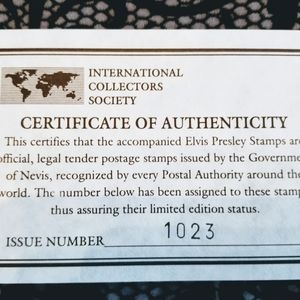 INTERNATIONAL
COLLECTORS
SOCIETY
CERTIFICATE OF AUTHENTICITY
This certifies that the accompanied Elvis Presley Stamps are
official, legal tender postage stamps issued by the Governme
of Nevis, recognized by every Postal Authority around the
world. The number below has been assigned to these stamp
thus assuring their limited edition status.
ISSUE NUMBER 1023